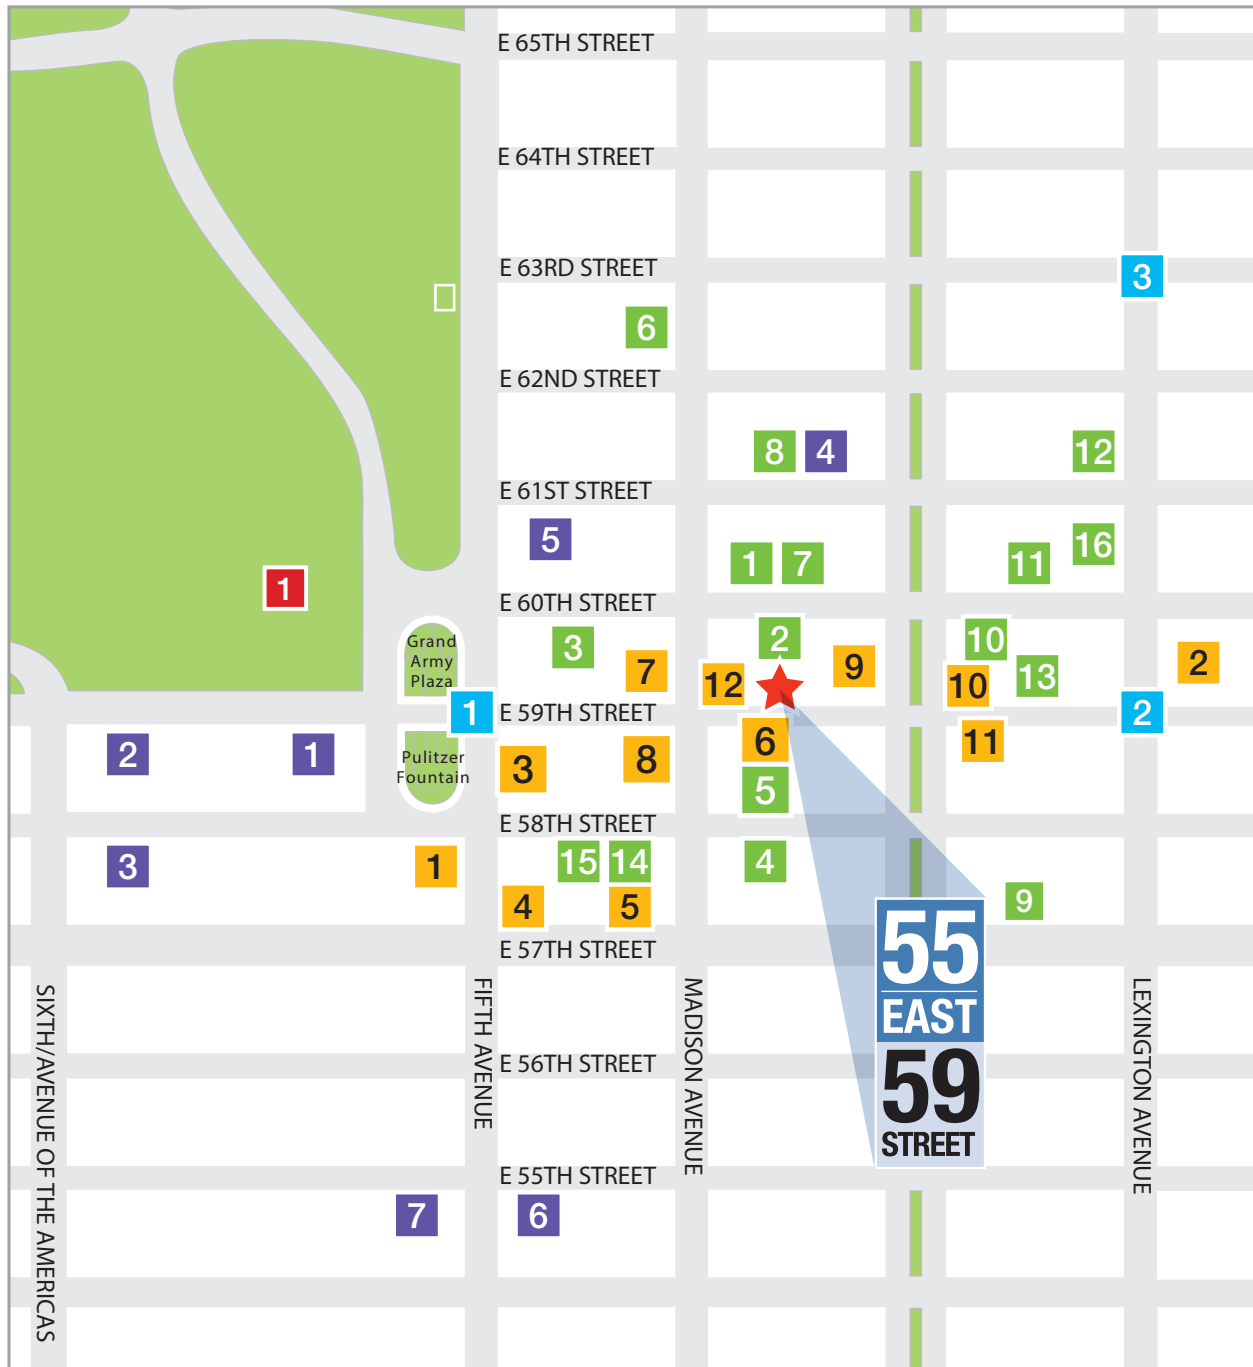 E 65TH STREET
E 64TH STREET
E 63RD STREET
3
6
E 62ND STREET
8 4 12
E 61ST STREET
5
1 7 11 16
1
E 60TH STREET
Grand
Army
Plaza
3 2 10
7 12 9 10 13 2
1 E 59TH STREET 2
2 1
Pulitzer
Fountain
3 8 6 11
5
E 58TH STREET
3 1 15 14 4
4 5 9
E 57TH STREET
55
EAST
59
STREET
E 56TH STREET
E 55TH STREET
7 6
SIXTH/AVENUE OF THE AMERICAS
FIFTH AVENUE
MADISON AVENUE
LEXINGTON AVENUE